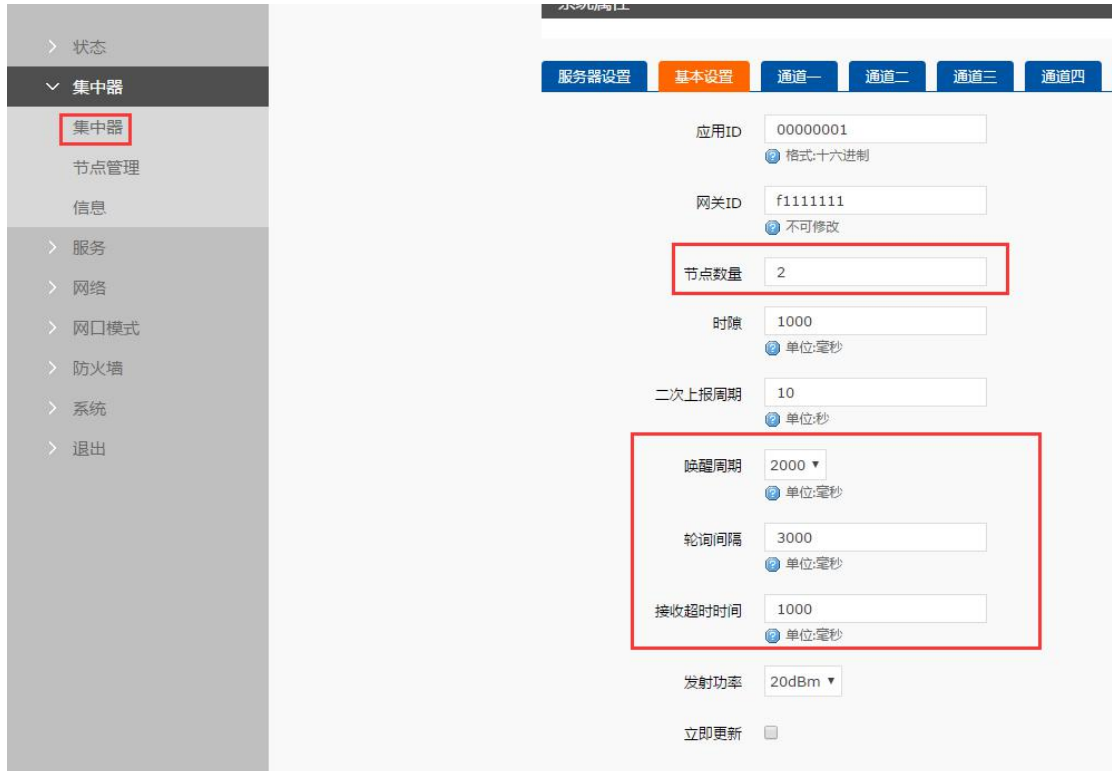 系统属性
状态
集中器
集中器
节点管理
信息
服务
网络
网口模式
防火墙
系统
退出
服务器设置 基本设置 通道一 通道二 通道三 通道四
应用ID 00000001
格式:十六进制
网关ID f1111111
不可修改
节点数量 2
时隙 1000
单位:毫秒
二次上报周期 10
单位:秒
唤醒周期 2000
单位:毫秒
轮询间隔 3000
单位:毫秒
接收超时时间 1000
单位:毫秒
发射功率 20dBm
立即更新